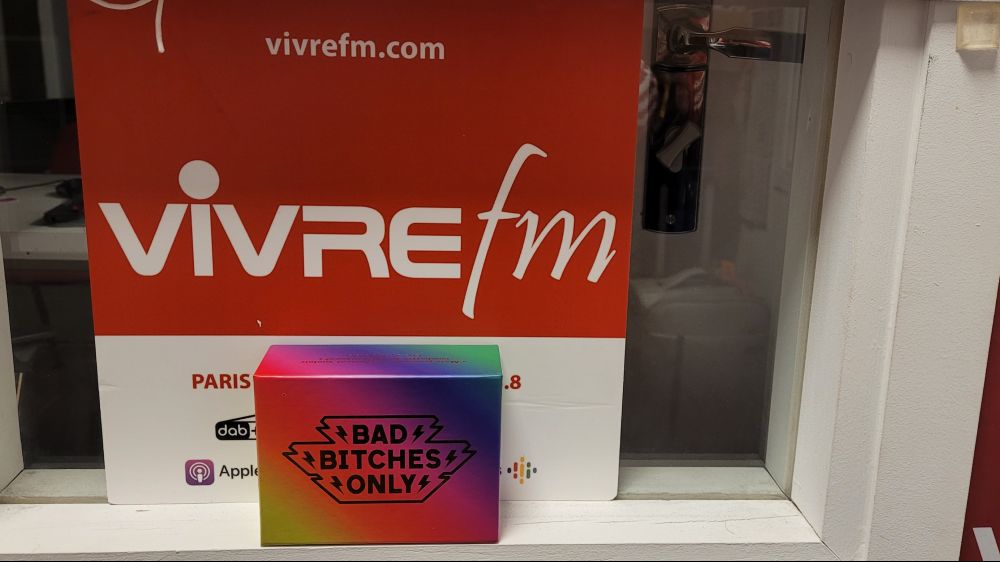 vivrefm.com
VIVRE fm
PARIS .8
dab
Apple
BAD
BITCHES
ONLY